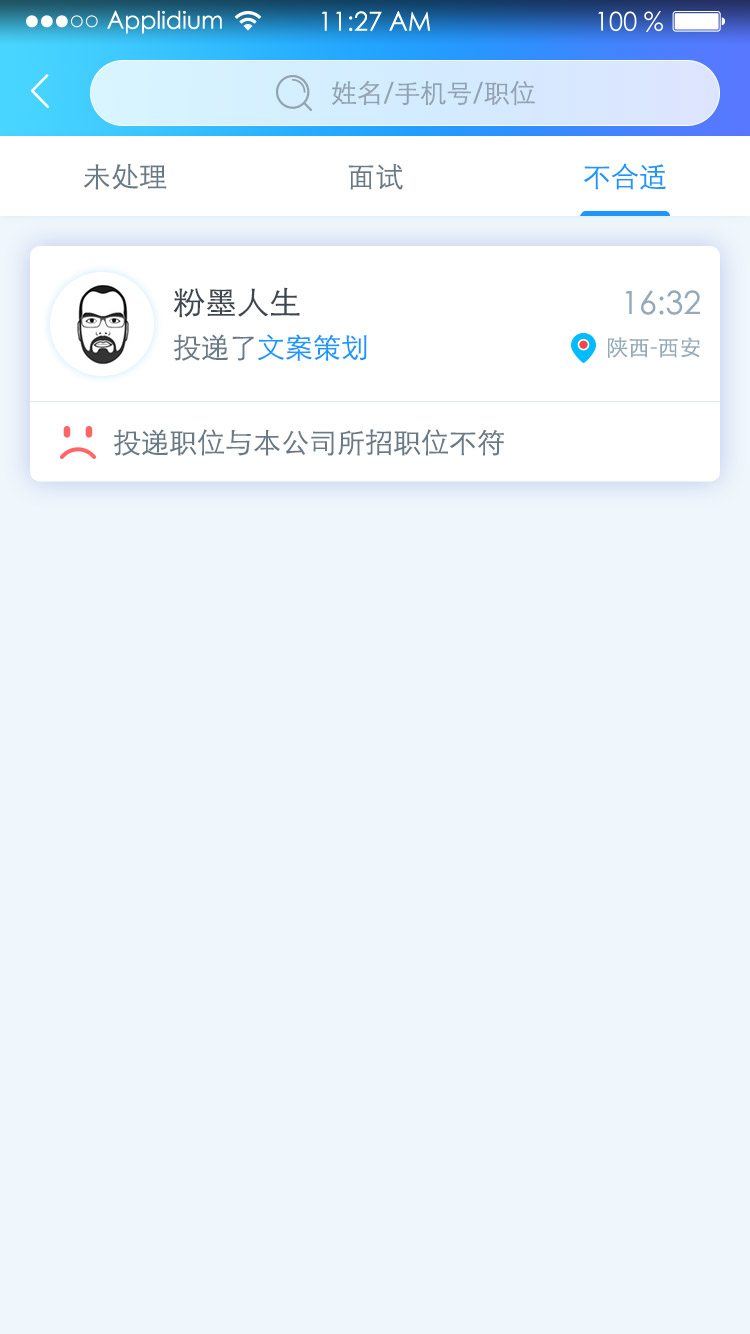 Applidium 11:27 AM 100 %
姓名/手机号/职位
未处理 面试 不合适
粉墨人生 16:32
投递了文案策划 陕西-西安
投递职位与本公司所招职位不符